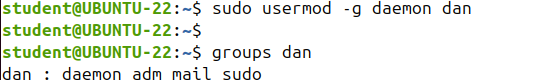 student@UBUNTU-22:~$ sudo usermod -g daemon dan
student@UBUNTU-22:~$
student@UBUNTU-22:~$ groups dan
dan : daemon adm mail sudo